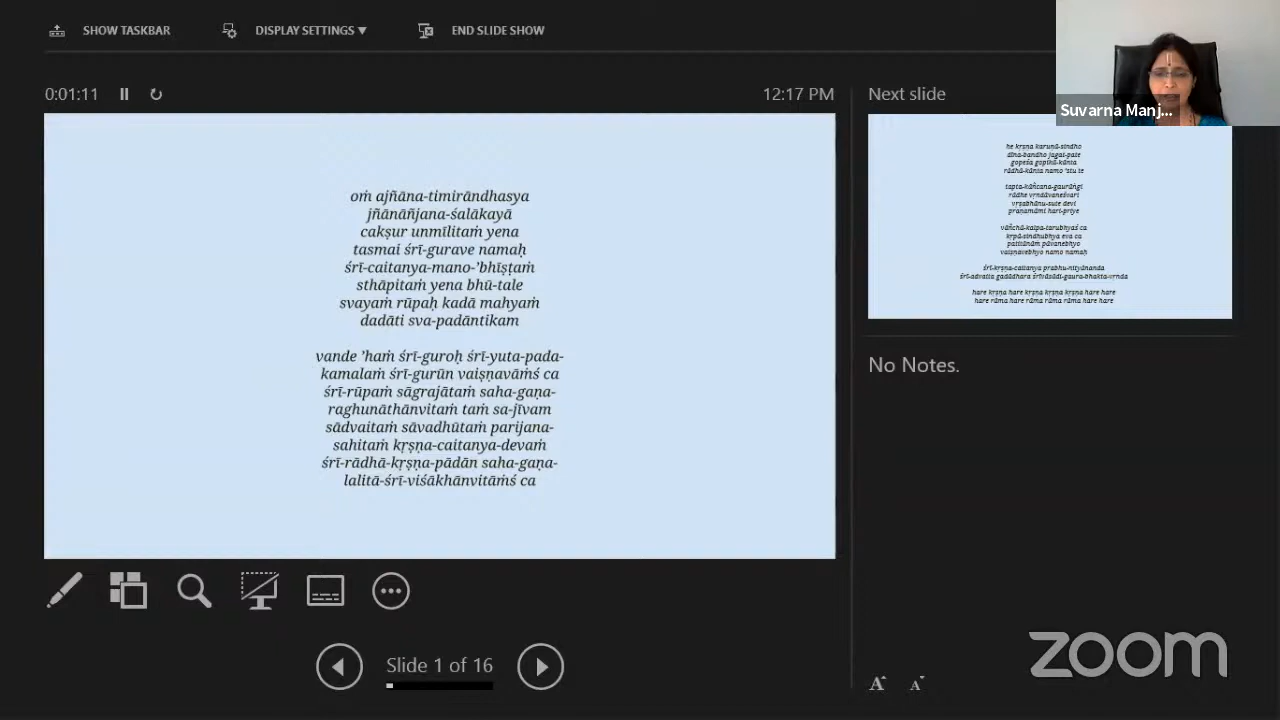 SHOW TASKBAR
DISPLAY SETTINGS ▼
END SLIDE SHOW
0:01:11
12:17 PM
Next slide
Suvarna Manj...
oṁ ajñāna-timirāndhasya
jñānāñjana-śalākayā
cakṣur unmīlitaṁ yena
tasmai śrī-gurave namaḥ
śrī-caitanya-mano-’bhīṣṭaṁ
sthāpitaṁ yena bhū-tale
svayaṁ rūpaḥ kadā mahyaṁ
dadāti sva-padāntikam
vande ’haṁ śrī-guroḥ śrī-yuta-pada-
kamalaṁ śrī-gurūn vaiṣṇavāṁś ca
śrī-rūpaṁ sāgrajātaṁ saha-gaṇa-
raghunāthānvitaṁ taṁ sa-jīvam
sādvaitaṁ sāvadhūtaṁ parijana-
sahitaṁ kṛṣṇa-caitanya-devaṁ
śrī-rādhā-kṛṣṇa-pādān saha-gaṇa-
lalitā-śrī-viśākhānvitāṁś ca
he kṛṣṇa karuṇā-sindho
dīna-bandho jagat-pate
gopeśa gopikā-kānta
rādhā-kānta namo ’stu te
tapta-kāñcana-gaurāṅgi
rādhe vṛndāvaneśvari
vṛṣabhānu-sute devi
praṇamāmi hari-priye
vāñchā-kalpa-tarubhyaś ca
kṛpā-sindhubhya eva ca
patitānāṁ pāvanebhyo
vaiṣṇavebhyo namo namaḥ
śrī-kṛṣṇa-caitanya prabhu-nityānanda
śrī-advaita gadādhara śrīvāsādi-gaura-bhakta-vṛnda
hare kṛṣṇa hare kṛṣṇa kṛṣṇa kṛṣṇa hare hare
hare rāma hare rāma rāma rāma hare hare
No Notes.
Slide 1 of 16
A A
zoom